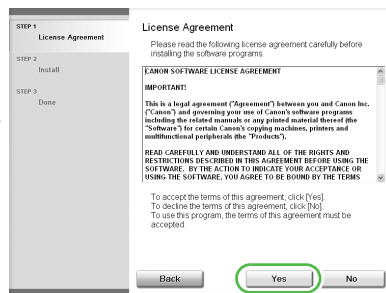 STEP 1
License Agreement
STEP 2
Install
STEP 3
Done
License Agreement
Please read the following license agreement carefully before
installing the software programs.
CANON SOFTWARE LICENSE AGREEMENT
IMPORTANT!
This is a legal agreement ("Agreement") between you and Canon Inc.
("Canon") and governing your use of Canon's software programs
including the related manuals or any printed material thereof (the
"Software") for certain Canon's copying machines, printers and
multifunctional peripherals (the "Products").
READ CAREFULLY AND UNDERSTAND ALL OF THE RIGHTS AND
RESTRICTIONS DESCRIBED IN THIS AGREEMENT BEFORE USING THE
SOFTWARE. BY THE ACTION TO INDICATE YOUR ACCEPTANCE OR
USING THE SOFTWARE, YOU AGREE TO BE BOUND BY THE TERMS
To accept the terms of this agreement, click [Yes].
To decline the terms of this agreement, click [No].
To use this program, the terms of this agreement must be
accepted.
Back
Yes
No